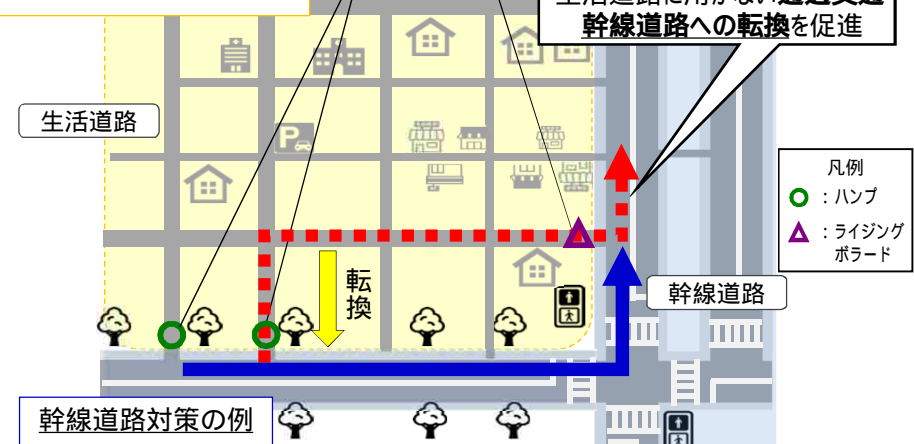 幹線道路への転換を促進
生活道路
P
凡例
：ハンプ
：ライジング
ボラード
転換
幹線道路
幹線道路対策の例